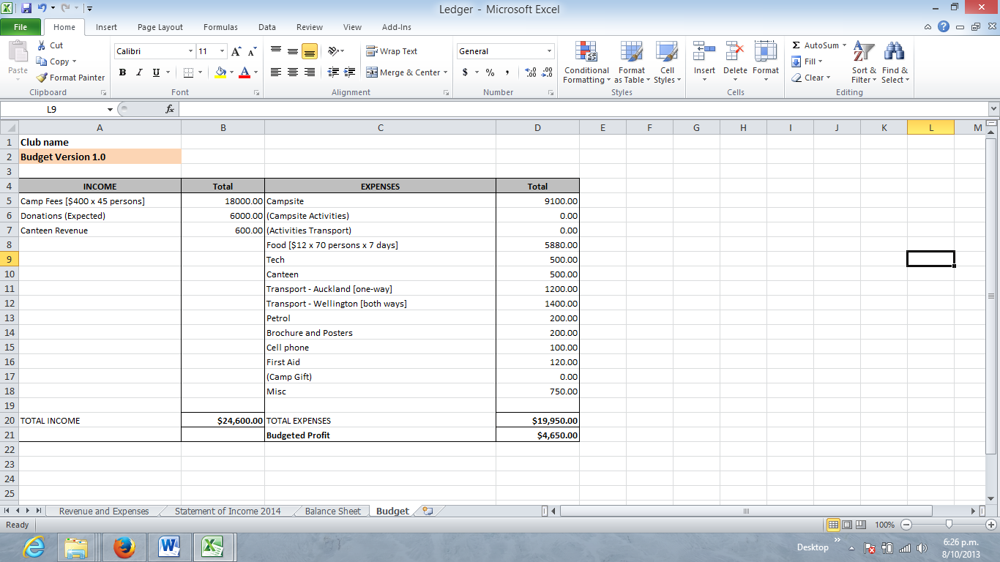 Ledger - Microsoft Excel
File Home Insert Page Layout Formulas Data Review View Add-Ins
Paste Cut Copy Format Painter
Calibri 11
B I U A
Wrap Text
Merge & Center
General
$ % ,
Conditional Formatting Format as Table Cell Styles
Insert Delete Format
Σ AutoSum Fill Clear
Sort & Filter Find & Select
Clipboard Font Alignment Number Styles Cells Editing
L9 fx
A B C D E F G H I J K L M
1 Club name
2 Budget Version 1.0
3
4 INCOME Total EXPENSES Total
5 Camp Fees [$400 x 45 persons] 18000.00 Campsite 9100.00
6 Donations (Expected) 6000.00 (Campsite Activities) 0.00
7 Canteen Revenue 600.00 (Activities Transport) 0.00
8 Food [$12 x 70 persons x 7 days] 5880.00
9 Tech 500.00
10 Canteen 500.00
11 Transport - Auckland [one-way] 1200.00
12 Transport - Wellington [both ways] 1400.00
13 Petrol 200.00
14 Brochure and Posters 200.00
15 Cell phone 100.00
16 First Aid 120.00
17 (Camp Gift) 0.00
18 Misc 750.00
19
20 TOTAL INCOME $24,600.00 TOTAL EXPENSES $19,950.00
21 Budgeted Profit $4,650.00
22
23
24
25
Revenue and Expenses Statement of Income 2014 Balance Sheet Budget
Ready 100%
Desktop 6:26 p.m.
8/10/2013